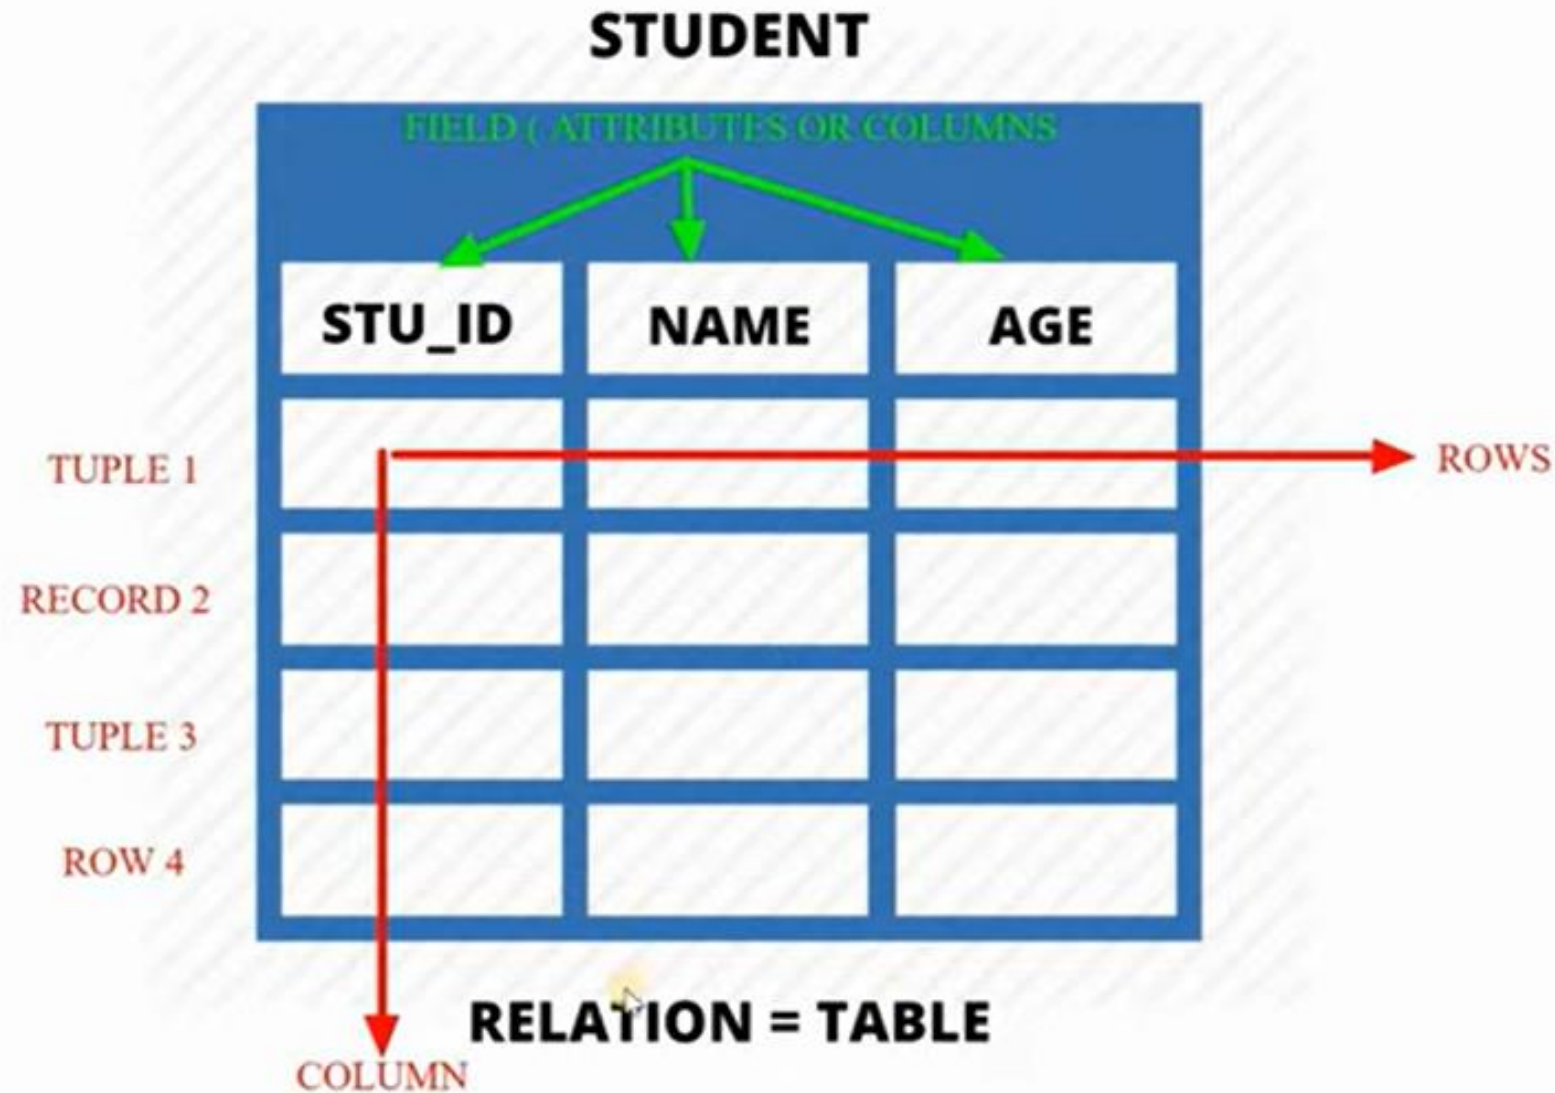 STUDENT
FIELD ( ATTRIBUTES OR COLUMNS
STU_ID NAME AGE
TUPLE 1
ROWS
RECORD 2
TUPLE 3
ROW 4
RELATION = TABLE
COLUMN